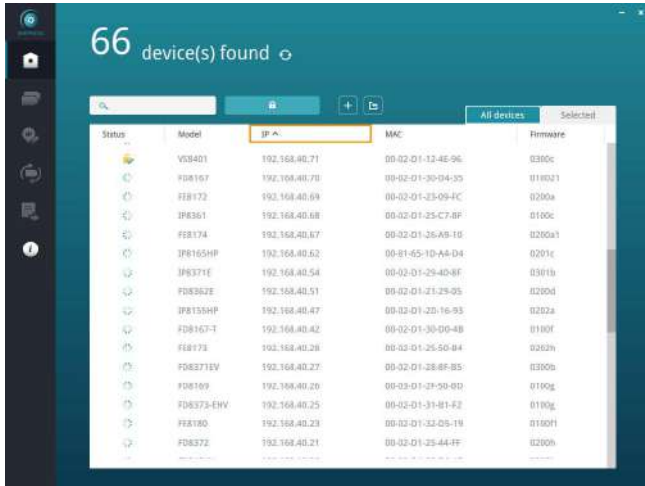 66 device(s) found
All devices Selected
Status Model IP MAC Firmware
VS8401 192.168.40.71 00-02-D1-12-4E-96 0300c
FD8167 192.168.40.70 00-02-D1-30-D4-35 010021
FE8172 192.168.40.69 00-02-D1-23-09-FC 0200a
IP8361 192.168.40.68 00-02-D1-25-C7-8F 0100c
FE8174 192.168.40.67 00-02-D1-26-A9-10 0200a1
IP8165HP 192.168.40.62 00-01-65-1D-A4-D4 0201c
IP8371E 192.168.40.54 00-02-D1-29-4D-8F 0301b
FD8362E 192.168.40.51 00-02-D1-21-29-05 0200d
IP8155HP 192.168.40.47 00-02-D1-2D-16-93 0202a
FD8167-T 192.168.40.42 00-02-D1-30-D0-4B 0100f
FE8173 192.168.40.28 00-02-D1-25-5D-B4 0202h
FD8371EV 192.168.40.27 00-02-D1-28-8F-85 0300b
FD8169 192.168.40.26 00-03-D1-2F-50-0D 0100g
FD8373-EHV 192.168.40.25 00-02-D1-31-81-F2 0100g
FE8180 192.168.40.23 00-02-D1-32-D5-19 0100f1
FD8372 192.168.40.21 00-02-D1-25-44-FF 0200h